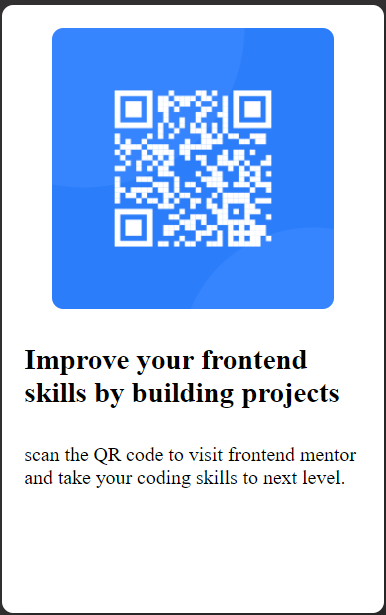 Improve your frontend
skills by building projects
scan the QR code to visit frontend mentor
and take your coding skills to next level.